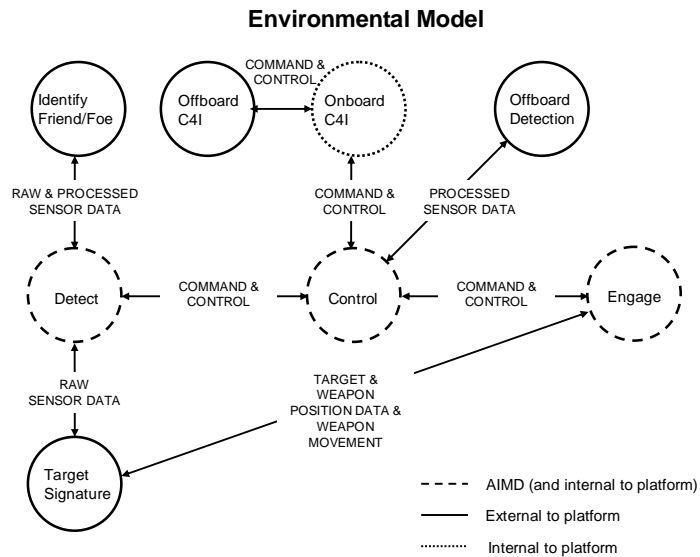 Environmental Model
COMMAND &
CONTROL
Identify
Friend/Foe
Offboard
C4I
Onboard
C4I
Offboard
Detection
RAW & PROCESSED
SENSOR DATA
COMMAND &
CONTROL
PROCESSED
SENSOR DATA
Detect
COMMAND &
CONTROL
Control
COMMAND &
CONTROL
Engage
RAW
SENSOR DATA
TARGET &
WEAPON
POSITION DATA &
WEAPON
MOVEMENT
Target
Signature
AIMD (and internal to platform)
External to platform
Internal to platform